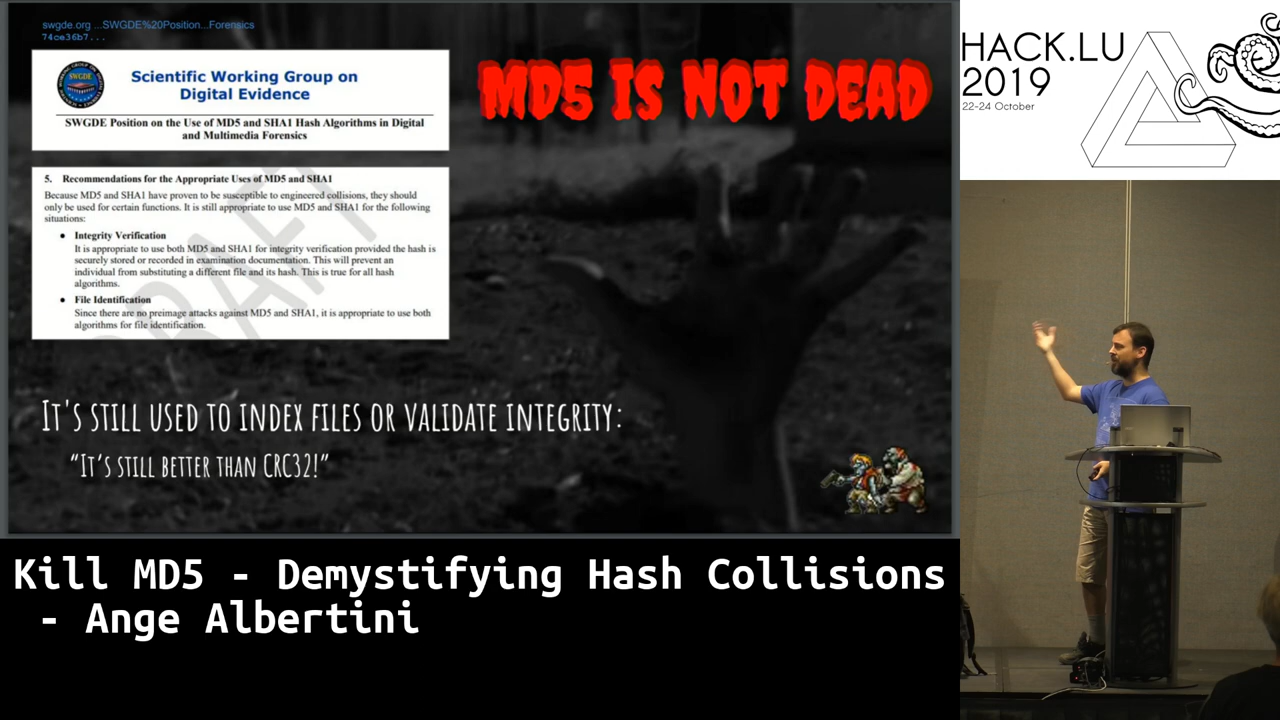 swgde.org ...SWGDE%20Position...Forensics
74ce36b7...
SWGDE
Scientific Working Group on
Digital Evidence
SWGDE Position on the Use of MD5 and SHA1 Hash Algorithms in Digital
and Multimedia Forensics
MD5 IS NOT DEAD
5. Recommendations for the Appropriate Uses of MD5 and SHA1
Because MD5 and SHA1 have proven to be susceptible to engineered collisions, they should
only be used for certain functions. It is still appropriate to use MD5 and SHA1 for the following
situations:
● Integrity Verification
It is appropriate to use both MD5 and SHA1 for integrity verification provided the hash is
securely stored or recorded in examination documentation. This will prevent an
individual from substituting a different file and its hash. This is true for all hash
algorithms.
● File Identification
Since there are no preimage attacks against MD5 and SHA1, it is appropriate to use both
algorithms for file identification.
DRAFT
IT'S STILL USED TO INDEX FILES OR VALIDATE INTEGRITY:
“IT'S STILL BETTER THAN CRC32!”
Kill MD5 - Demystifying Hash Collisions
- Ange Albertini
HACK.LU
2019
22-24 October